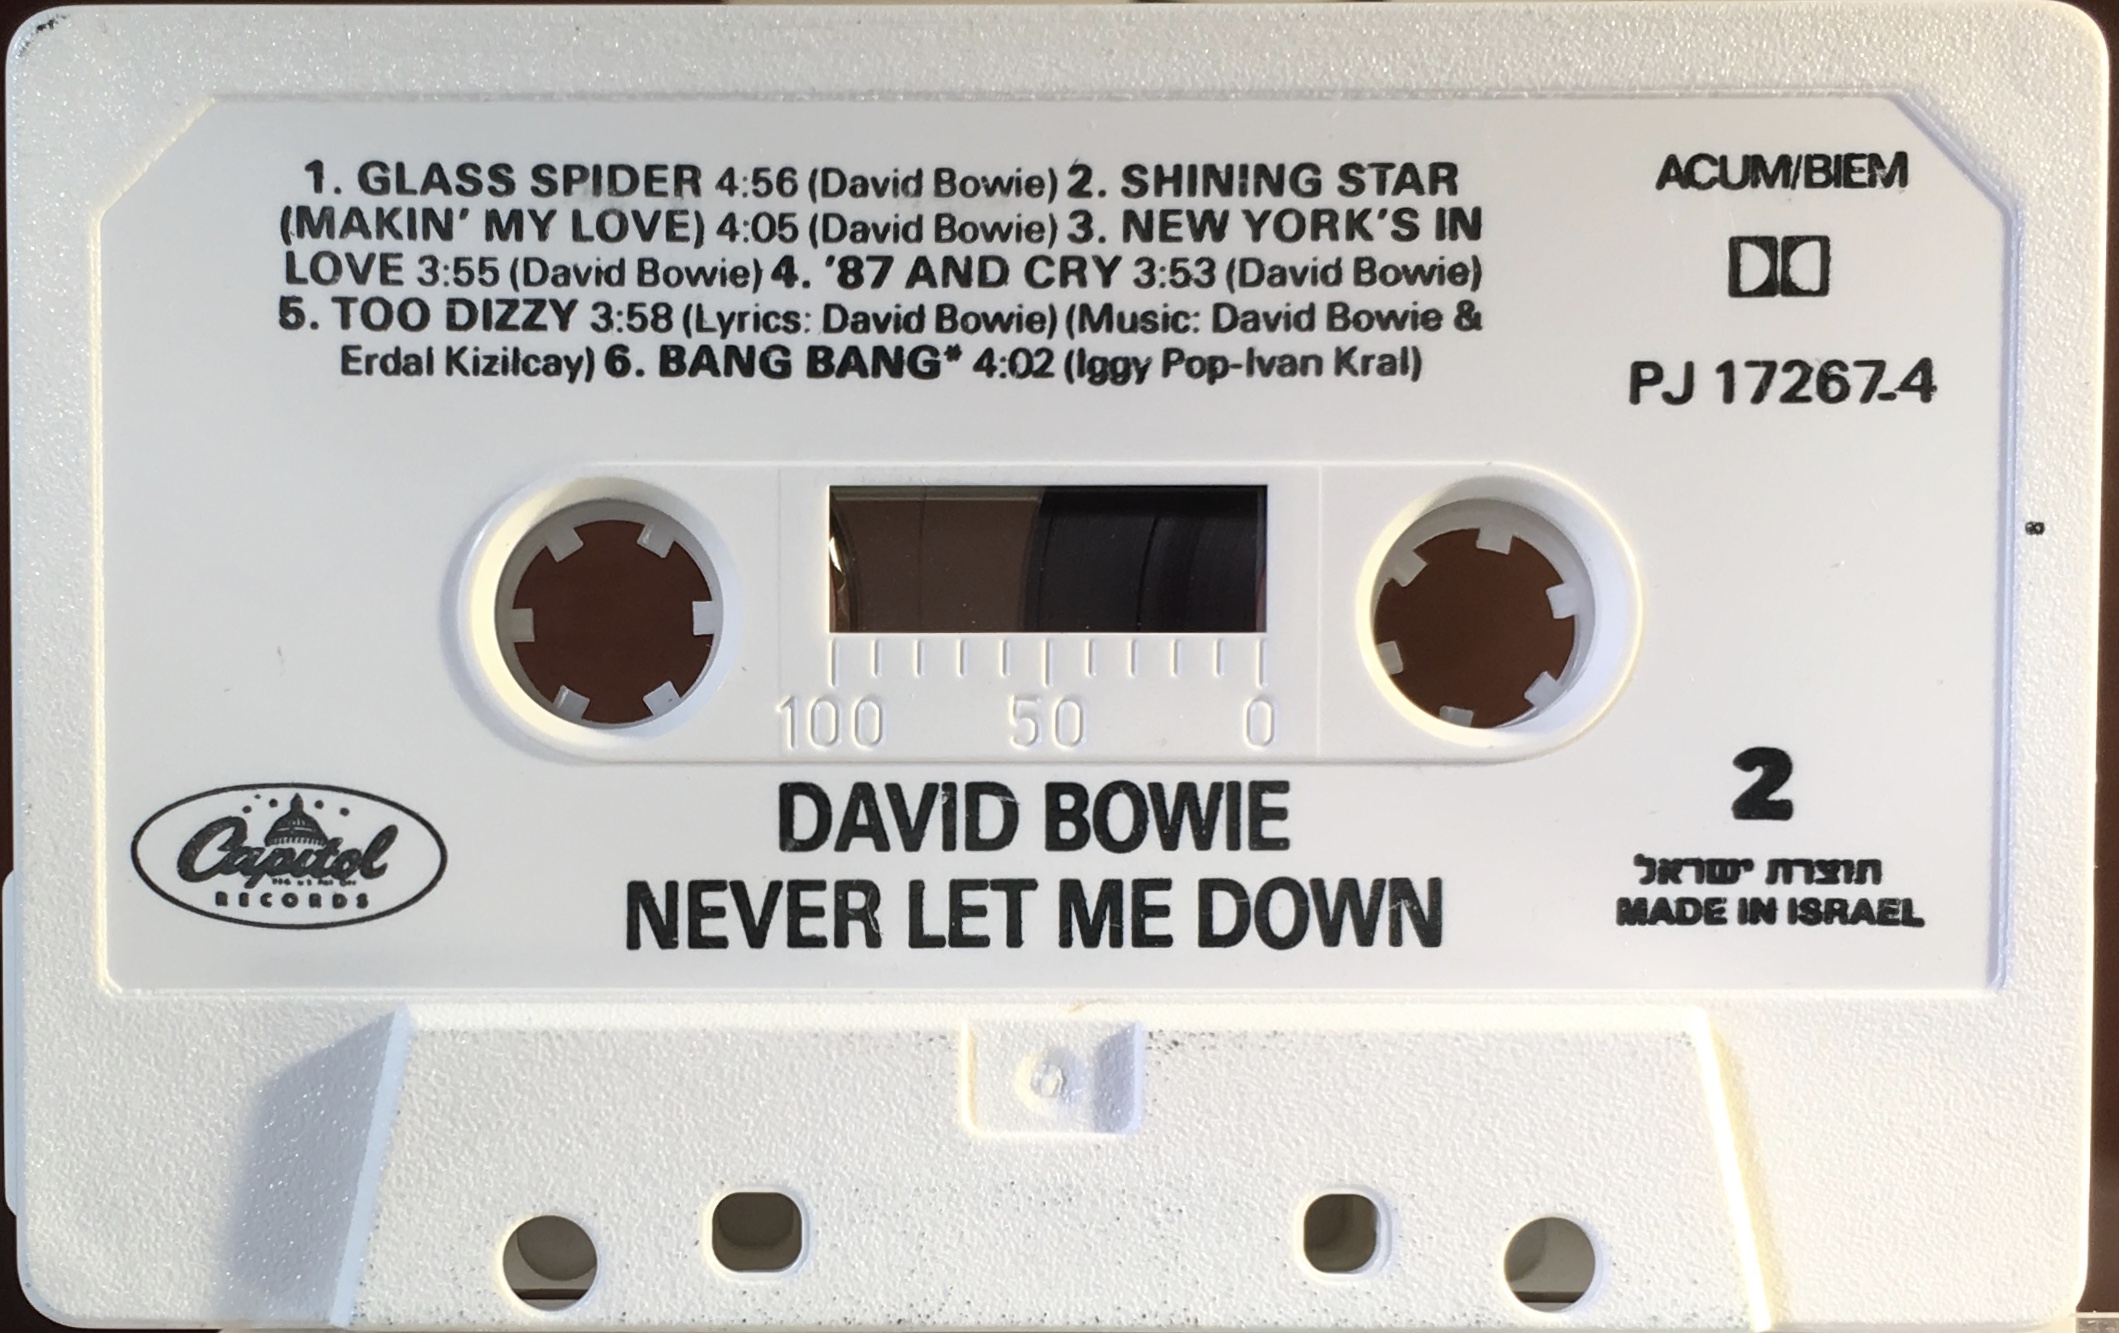 1. GLASS SPIDER 4:56 (David Bowie) 2. SHINING STAR
(MAKIN' MY LOVE) 4:05 (David Bowie) 3. NEW YORK'S IN
LOVE 3:55 (David Bowie) 4. '87 AND CRY 3:53 (David Bowie)
5. TOO DIZZY 3:58 (Lyrics: David Bowie) (Music: David Bowie &
Erdal Kizilcay) 6. BANG BANG* 4:02 (Iggy Pop-Ivan Kral)
ACUM/BIEM
PJ 17267-4
100 50 0
8
Capitol
RECORDS
DAVID BOWIE
NEVER LET ME DOWN
2
תוצרת ישראל
MADE IN ISRAEL